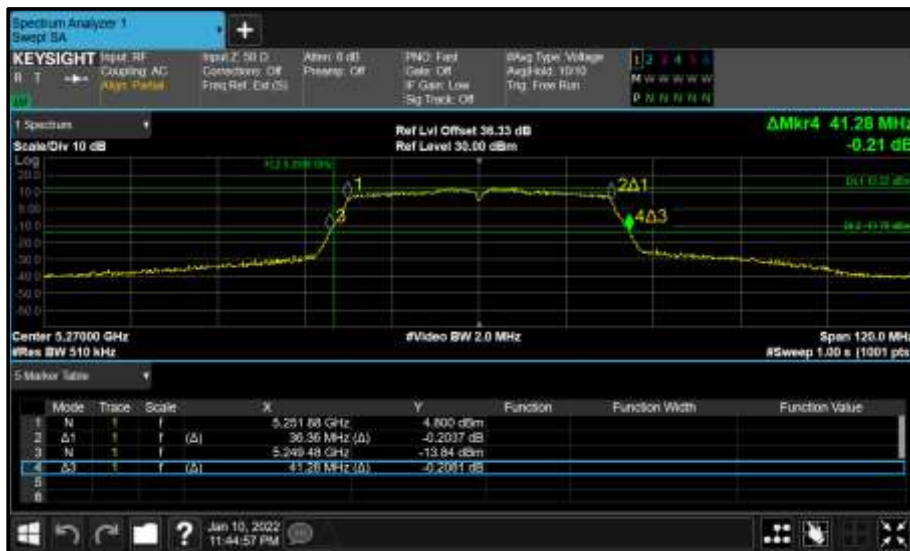 Spectrum Analyzer 1
Swept SA
+
KEYSIGHT Input: RF
R T Coupling: AC
Align: Partial
Input Z: 50 Ω
Corrections: Off
Freq Ref: Ext (S)
Atten: 6 dB
Preamp: Off
PNO: Fast
Gate: Off
IF Gain: Low
Sig Track: Off
#Avg Type: Voltage
Avg|Hold: 10/10
Trig: Free Run
1 2 3 4 5 6
M W W W W W
P N N N N N
1 Spectrum
Scale/Div 10 dB
Ref Lvl Offset 36.33 dB
Ref Level 30.00 dBm
ΔMkr4 41.28 MHz
-0.21 dB
Log
20.0
10.0
0.00
-10.0
-20.0
-30.0
-40.0
-50.0
-60.0
1
2Δ1
3
4Δ3
Center 5.27000 GHz
#Video BW 2.0 MHz
Span 120.0 MHz
#Res BW 510 kHz
#Sweep 1.00 s (1001 pts
5 Marker Table
Mode Trace Scale X Y Function Function Width Function Value
1 N 1 f 5.251 88 GHz 4.800 dBm
2 Δ1 1 f (Δ) 36.36 MHz (Δ) -0.2037 dB
3 N 1 f 5.249 48 GHz -13.84 dBm
4 Δ3 1 f (Δ) 41.28 MHz (Δ) -0.2081 dB
5
6
?
Jan 10, 2022
11:44:57 PM